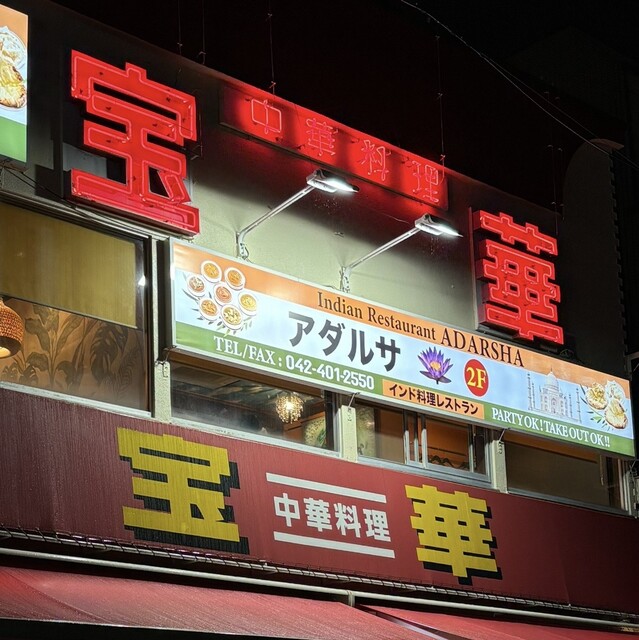 宝 華
中華料理
Indian Restaurant ADARSHA
アダルサ
2F
TEL/FAX : 042-401-2550
インド料理レストラン
PARTY OK ! TAKE OUT OK !!
宝 中華料理 華